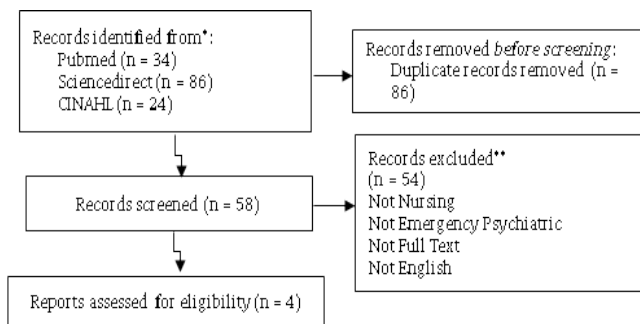 Records identified from*:
Pubmed (n = 34)
Sciencedirect (n = 86)
CINAHL (n = 24)
Records removed before screening:
Duplicate records removed (n =
86)
Records screened (n = 58)
Records excluded**
(n = 54)
Not Nursing
Not Emergency Psychiatric
Not Full Text
Not English
Reports assessed for eligibility (n = 4)